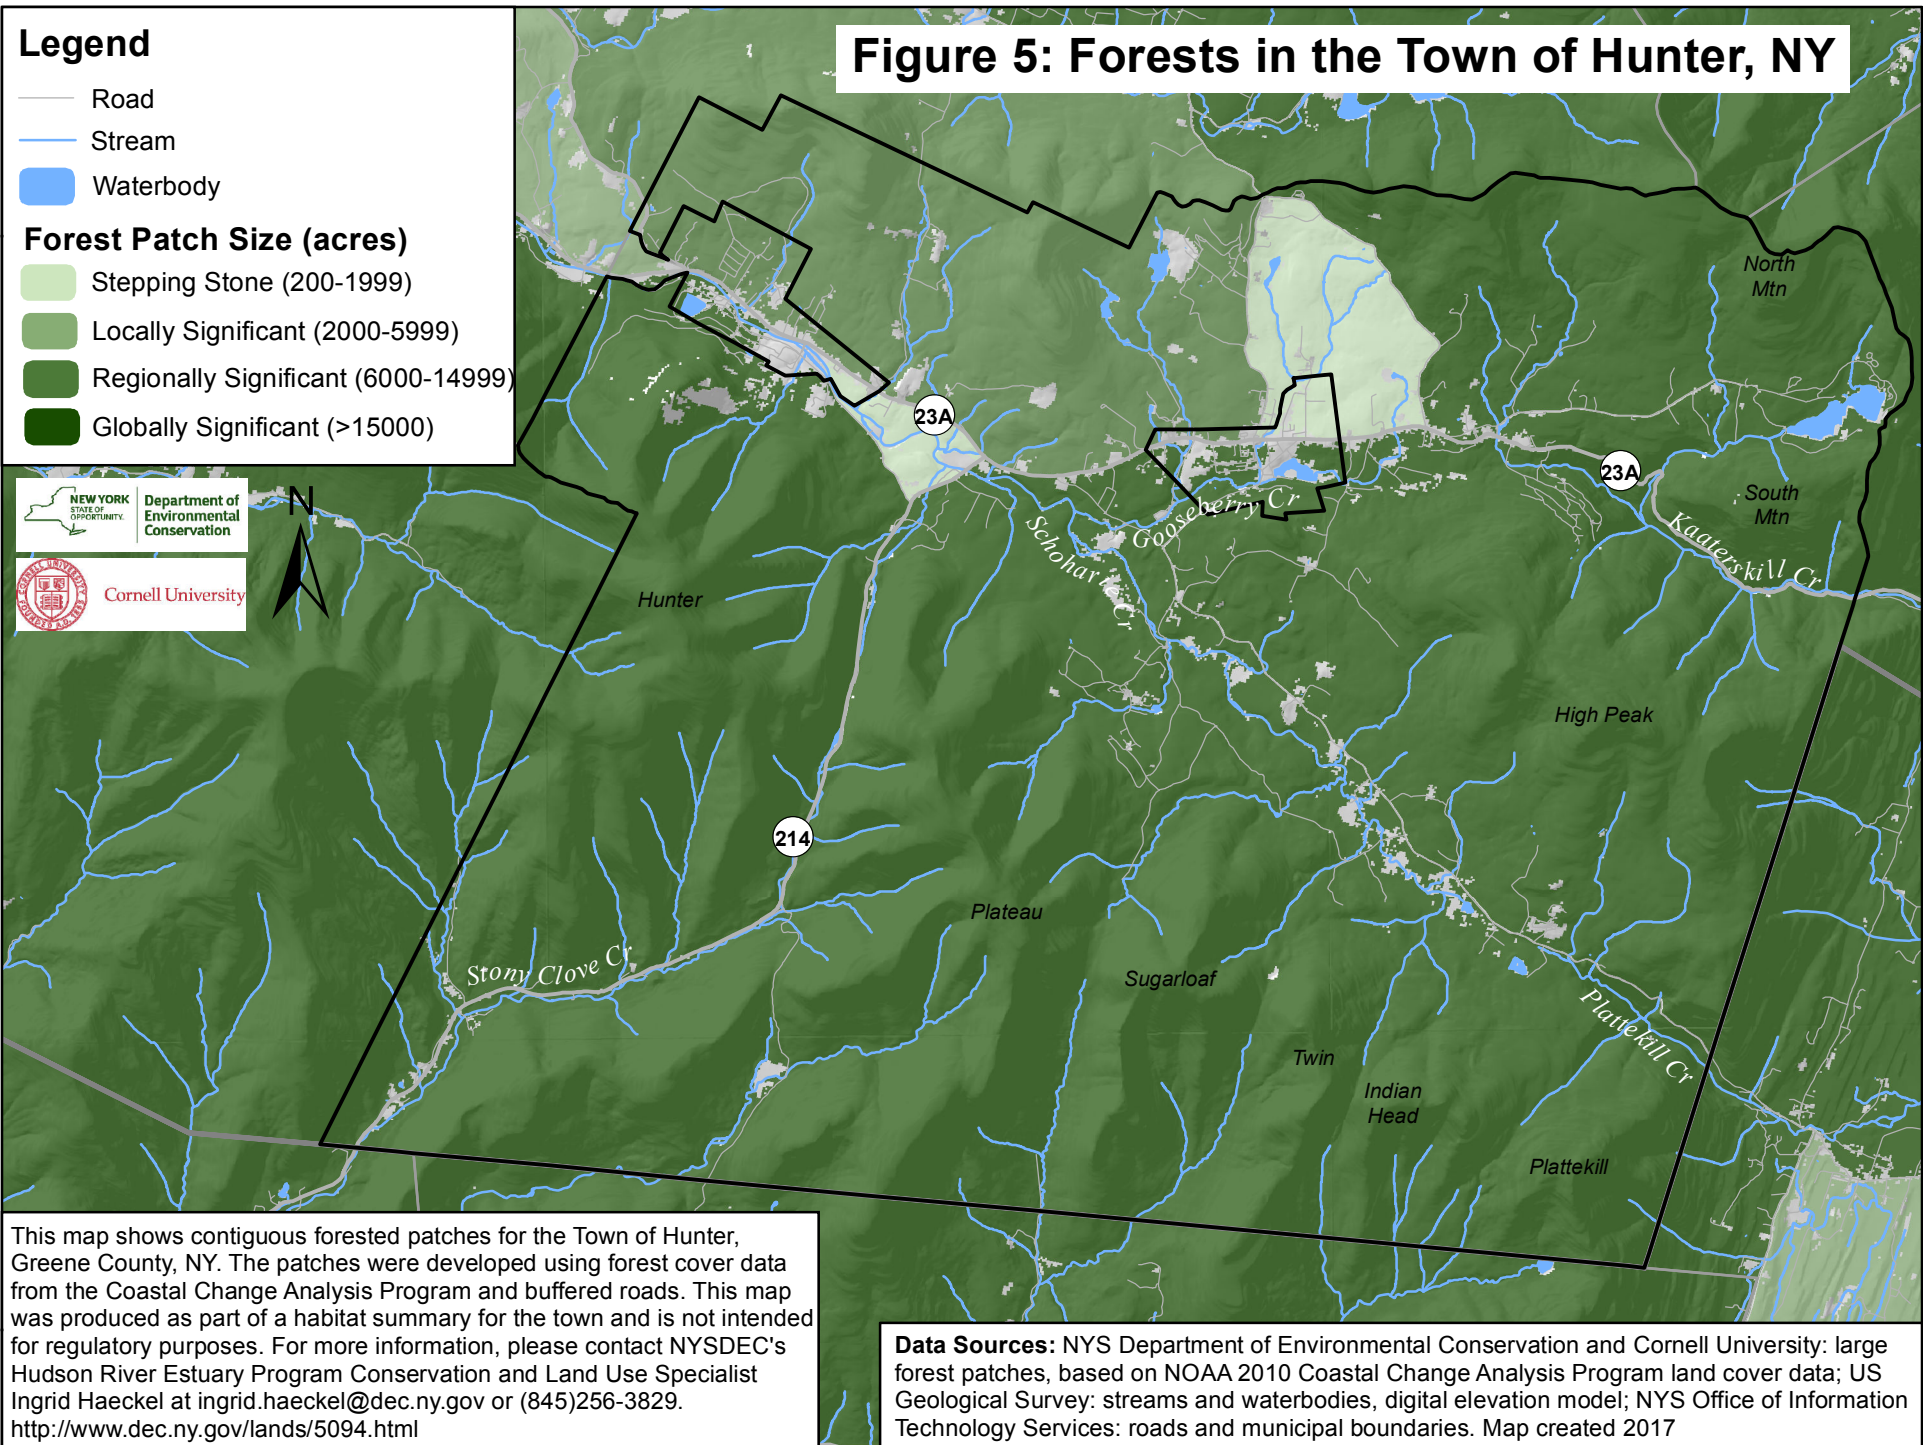 Figure 5: Forests in the Town of Hunter, NY
Legend
Road
Stream
Waterbody
Forest Patch Size (acres)
Stepping Stone (200-1999)
Locally Significant (2000-5999)
Regionally Significant (6000-14999)
Globally Significant (>15000)
NEW YORK
STATE OF
OPPORTUNITY.
Department of
Environmental
Conservation
CORNELL UNIVERSITY
FOUNDED A.D. 1865
Cornell University
N
North
Mtn
23A
23A
South
Mtn
Gooseberry Cr
Schoharie Cr
Kaaterskill Cr
Hunter
High Peak
214
Plateau
Stony Clove Cr
Sugarloaf
Plattekill Cr
Twin
Indian
Head
Plattekill
This map shows contiguous forested patches for the Town of Hunter,
Greene County, NY. The patches were developed using forest cover data
from the Coastal Change Analysis Program and buffered roads. This map
was produced as part of a habitat summary for the town and is not intended
for regulatory purposes. For more information, please contact NYSDEC's
Hudson River Estuary Program Conservation and Land Use Specialist
Ingrid Haeckel at ingrid.haeckel@dec.ny.gov or (845)256-3829.
http://www.dec.ny.gov/lands/5094.html
Data Sources: NYS Department of Environmental Conservation and Cornell University: large
forest patches, based on NOAA 2010 Coastal Change Analysis Program land cover data; US
Geological Survey: streams and waterbodies, digital elevation model; NYS Office of Information
Technology Services: roads and municipal boundaries. Map created 2017